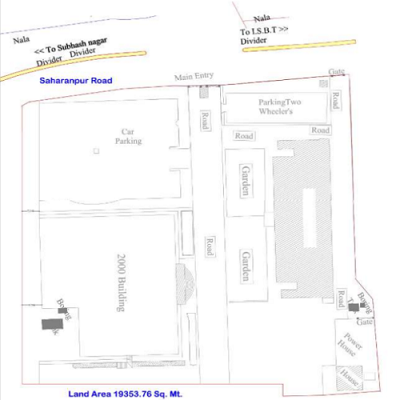 Nala
Nala
<< To Subhash nagar
To I.S.B.T >>
Divider Divider
Divider
Saharanpur Road
Main Entry
Gate
Car
Parking
ParkingTwo
Wheeler's
Road
Road
Road
Road
Garden
Road
Garden
2000 Building
Road
Gate
Power
House
House
Land Area 19353.76 Sq. Mt.